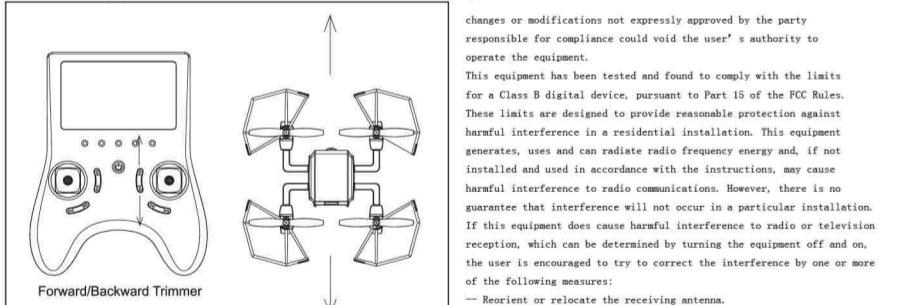 Forward/Backward Trimmer
changes or modifications not expressly approved by the party
responsible for compliance could void the user's authority to
operate the equipment.
This equipment has been tested and found to comply with the limits
for a Class B digital device, pursuant to Part 15 of the FCC Rules.
These limits are designed to provide reasonable protection against
harmful interference in a residential installation. This equipment
generates, uses and can radiate radio frequency energy and, if not
installed and used in accordance with the instructions, may cause
harmful interference to radio communications. However, there is no
guarantee that interference will not occur in a particular installation.
If this equipment does cause harmful interference to radio or television
reception, which can be determined by turning the equipment off and on,
the user is encouraged to try to correct the interference by one or more
of the following measures:
-- Reorient or relocate the receiving antenna.